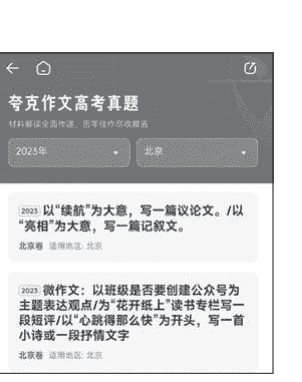 夸克作文高考真题
材料解读全面传递，历年佳作尽收眼底
2023年
北京
2023 以“续航”为大意，写一篇议论文。/以
“亮相”为大意，写一篇记叙文。
北京卷 适用地区: 北京
2023 微作文：以班级是否要创建公众号为
主题表达观点/为“花开纸上”读书专栏写一
段短评/以“心跳得那么快”为开头，写一首
小诗或一段抒情文字
北京卷 适用地区: 北京